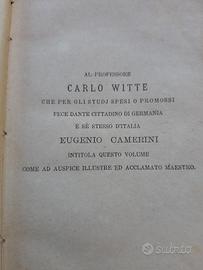 AL PROFESSORE
CARLO WITTE
CHE PER GLI STUDJ SPESI O PROMOSSI
FECE DANTE CITTADINO DI GERMANIA
E SÈ STESSO D'ITALIA
EUGENIO CAMERINI
INTITOLA QUESTO VOLUME
COME AD AUSPICE ILLUSTRE ED ACCLAMATO MAESTRO.
subito